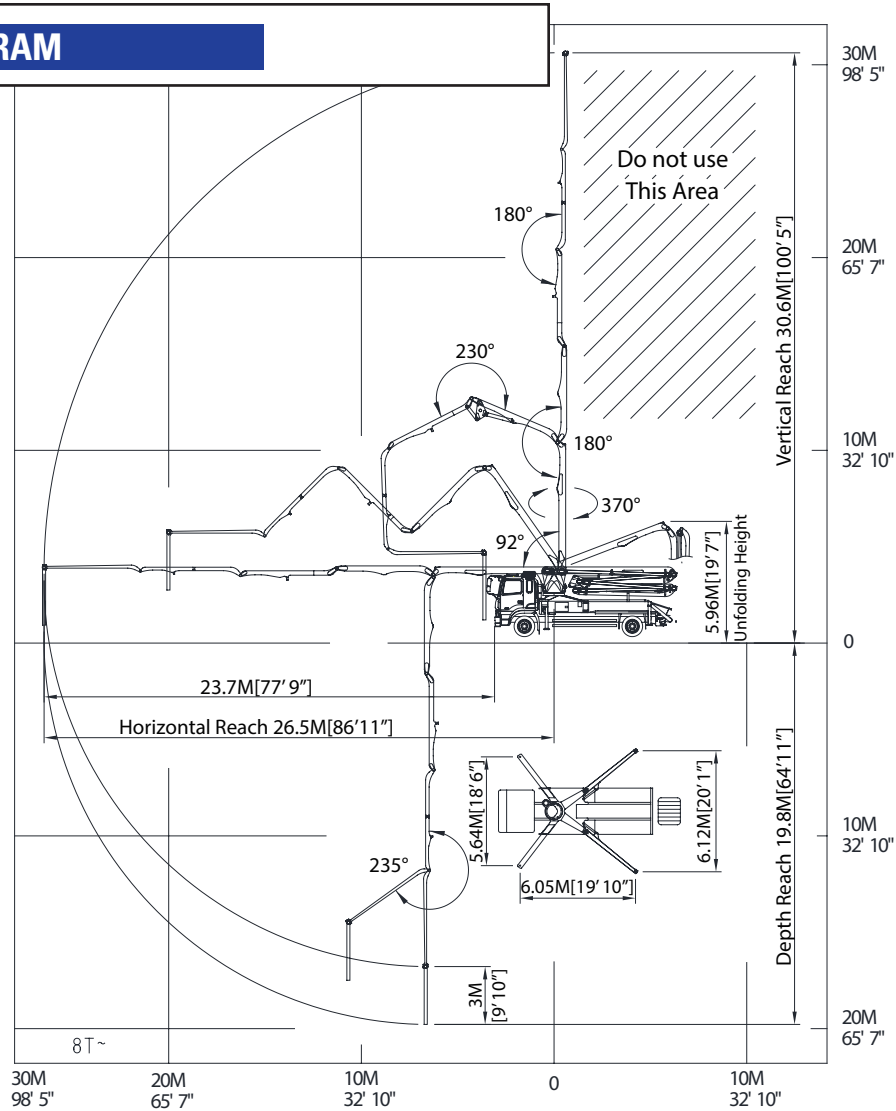 RAM
30M
98' 5"
Do not use
This Area
180°
20M
65' 7"
Vertical Reach 30.6M[100'5"]
230°
180°
10M
32' 10"
370°
92°
5.96M[19'7"]
Unfolding Height
0
23.7M[77'9"]
Horizontal Reach 26.5M[86'11"]
5.64M[18'6"]
6.12M[20'1"]
6.05M[19'10"]
Depth Reach 19.8M[64'11"]
10M
32' 10"
235°
3M
[9'10"]
20M
65' 7"
8T~
30M
98' 5"
20M
65' 7"
10M
32' 10"
0
10M
32' 10"